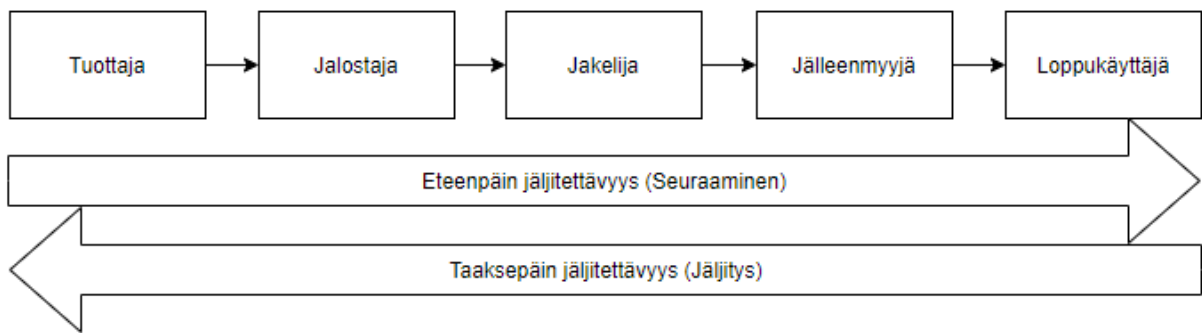 Tuottaja
Jalostaja
Jakelija
Jälleenmyyjä
Loppukäyttäjä
Eteenpäin jäljitettävyys (Seuraaminen)
Taaksepäin jäljitettävyys (Jäljitys)